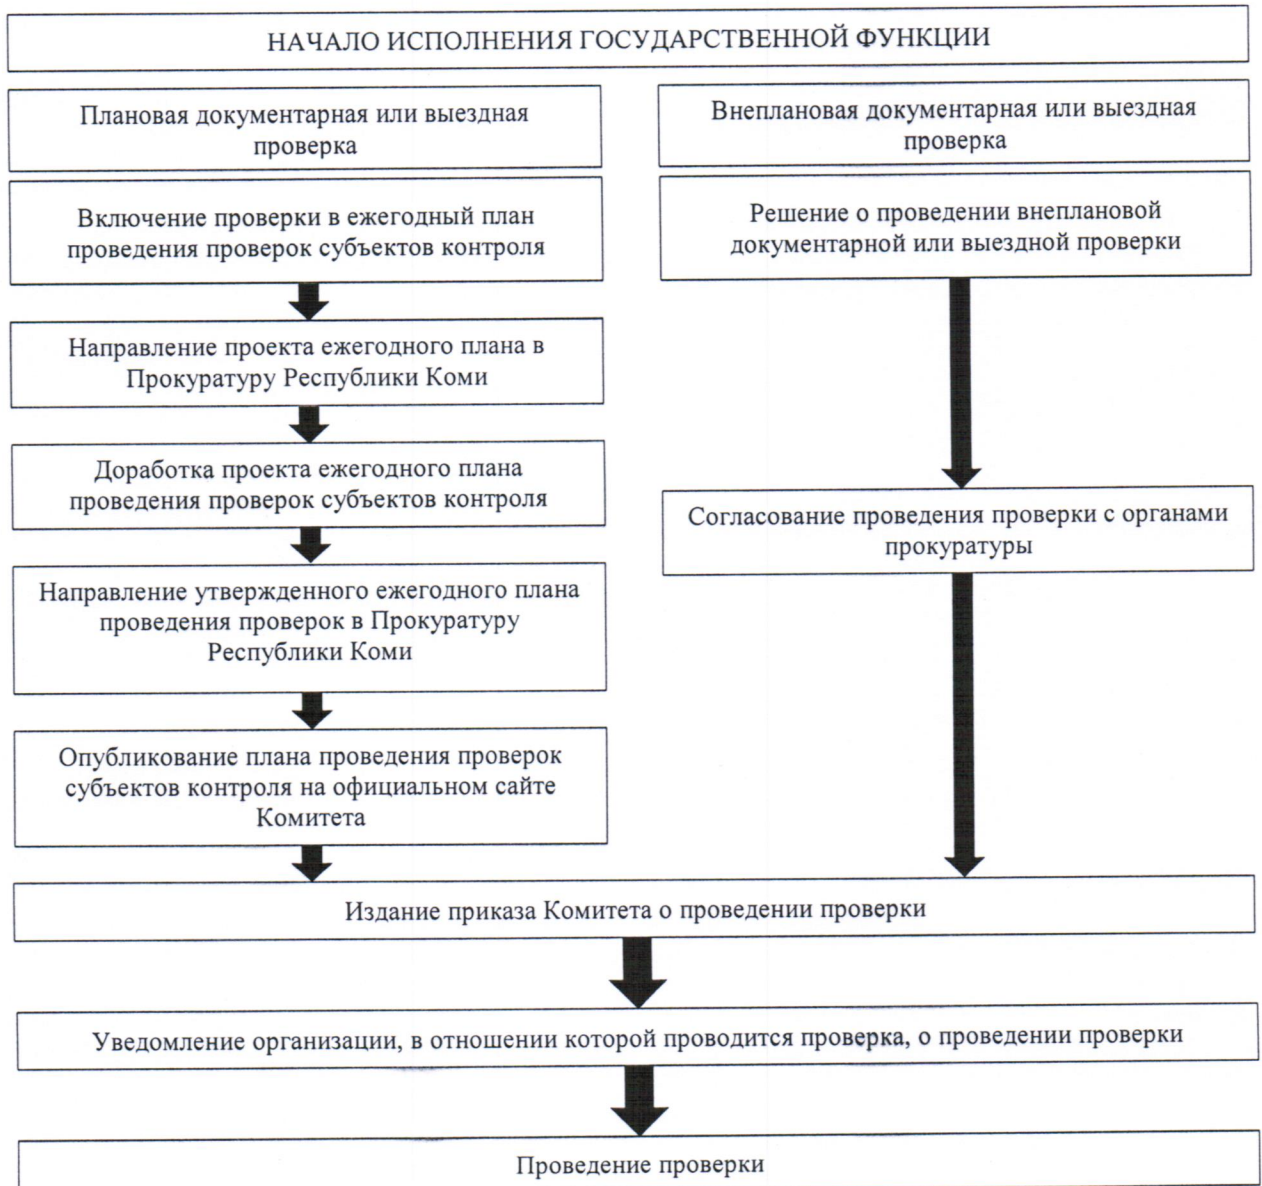 НАЧАЛО ИСПОЛНЕНИЯ ГОСУДАРСТВЕННОЙ ФУНКЦИИ
Плановая документарная или выездная
проверка
Внеплановая документарная или выездная
проверка
Включение проверки в ежегодный план
проведения проверок субъектов контроля
Решение о проведении внеплановой
документарной или выездной проверки
Направление проекта ежегодного плана в
Прокуратуру Республики Коми
Доработка проекта ежегодного плана
проведения проверок субъектов контроля
Согласование проведения проверки с органами
прокуратуры
Направление утвержденного ежегодного плана
проведения проверок в Прокуратуру
Республики Коми
Опубликование плана проведения проверок
субъектов контроля на официальном сайте
Комитета
Издание приказа Комитета о проведении проверки
Уведомление организации, в отношении которой проводится проверка, о проведении проверки
Проведение проверки